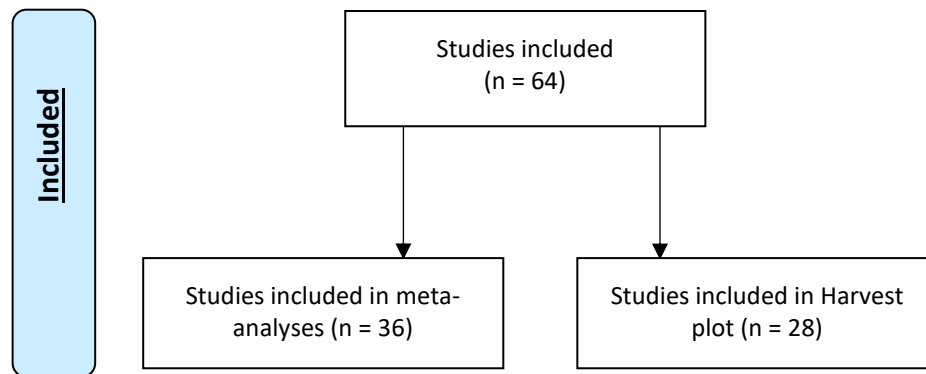 Included
Studies included
(n = 64)
Studies included in meta-
analyses (n = 36)
Studies included in Harvest
plot (n = 28)